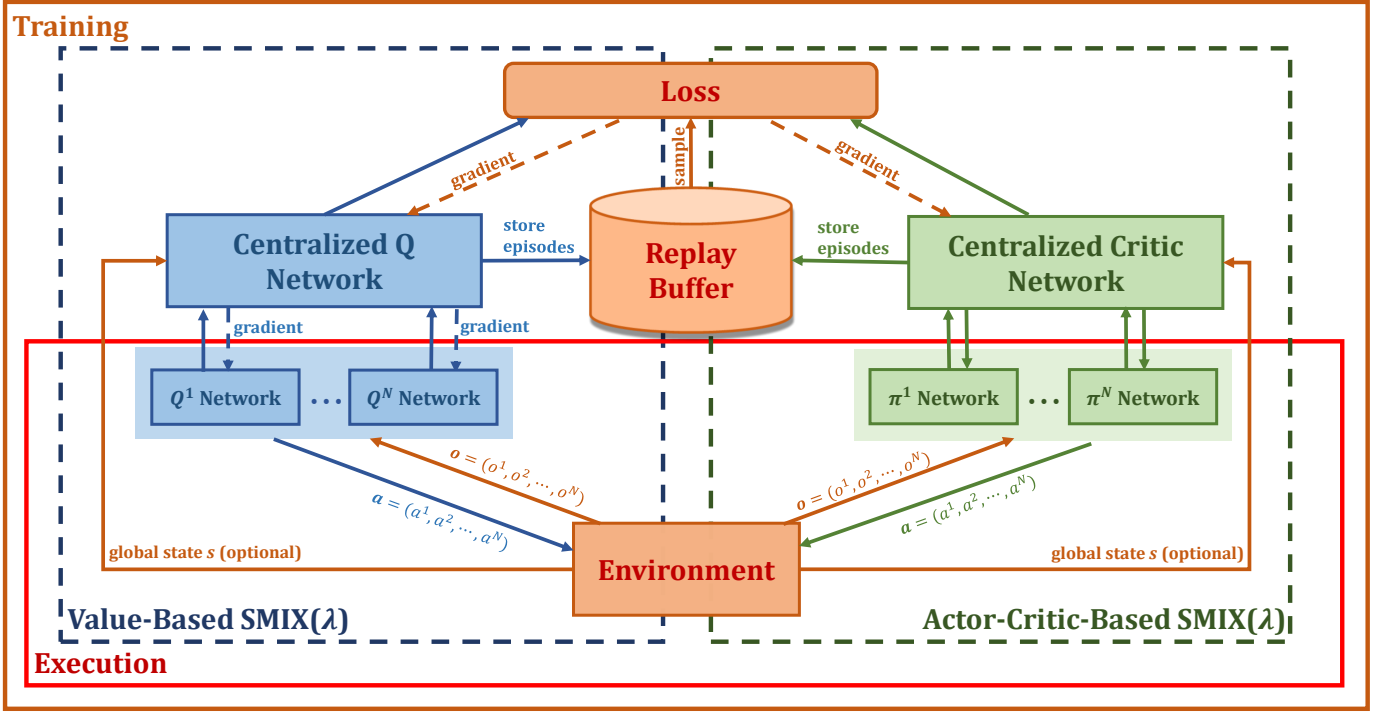 Training
Loss
gradient
sample
gradient
Centralized Q
Network
store
episodes
Replay
Buffer
store
episodes
Centralized Critic
Network
gradient
gradient
Q¹ Network
...
Qᴺ Network
π¹ Network
...
πᴺ Network
o = (o¹, o², ⋯, oᴺ)
a = (a¹, a², ⋯, aᴺ)
o = (o¹, o², ⋯, oᴺ)
a = (a¹, a², ⋯, aᴺ)
global state s (optional)
Environment
global state s (optional)
Value-Based SMIX(λ)
Actor-Critic-Based SMIX(λ)
Execution